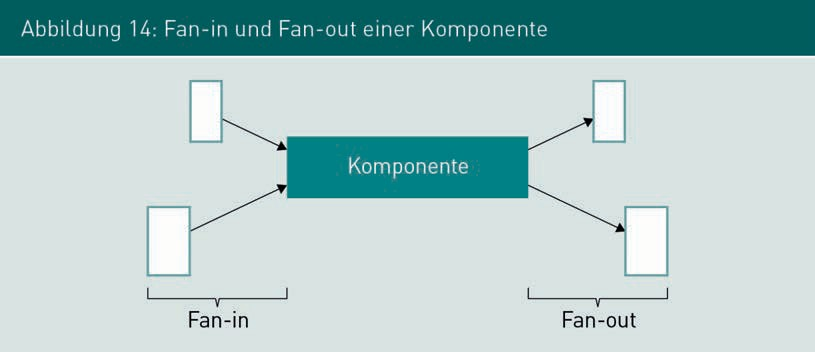 Abbildung 14: Fan-in und Fan-out einer Komponente
Komponente
Fan-in
Fan-out